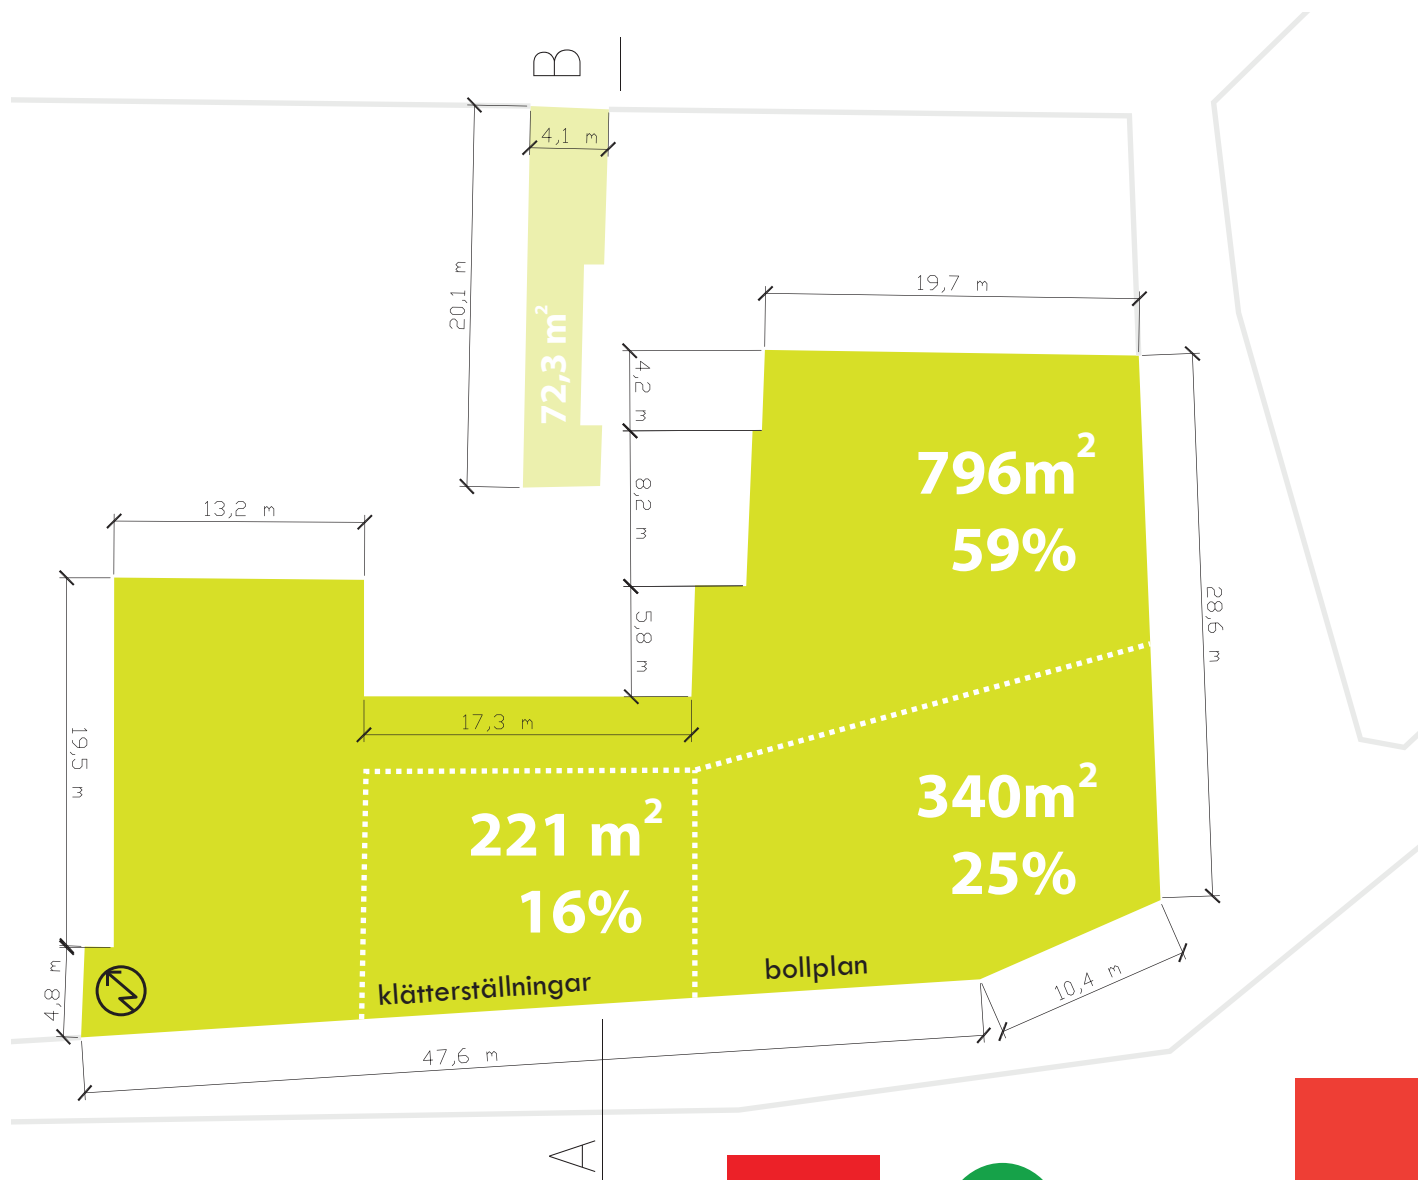 B
4,1 m
20,1 m
72,3 m²
19,7 m
4,2 m
8,2 m
5,8 m
796m²
59%
13,2 m
28,6 m
17,3 m
19,5 m
221 m²
16%
340m²
25%
klätterställningar
bollplan
4,8 m
10,4 m
47,6 m
A